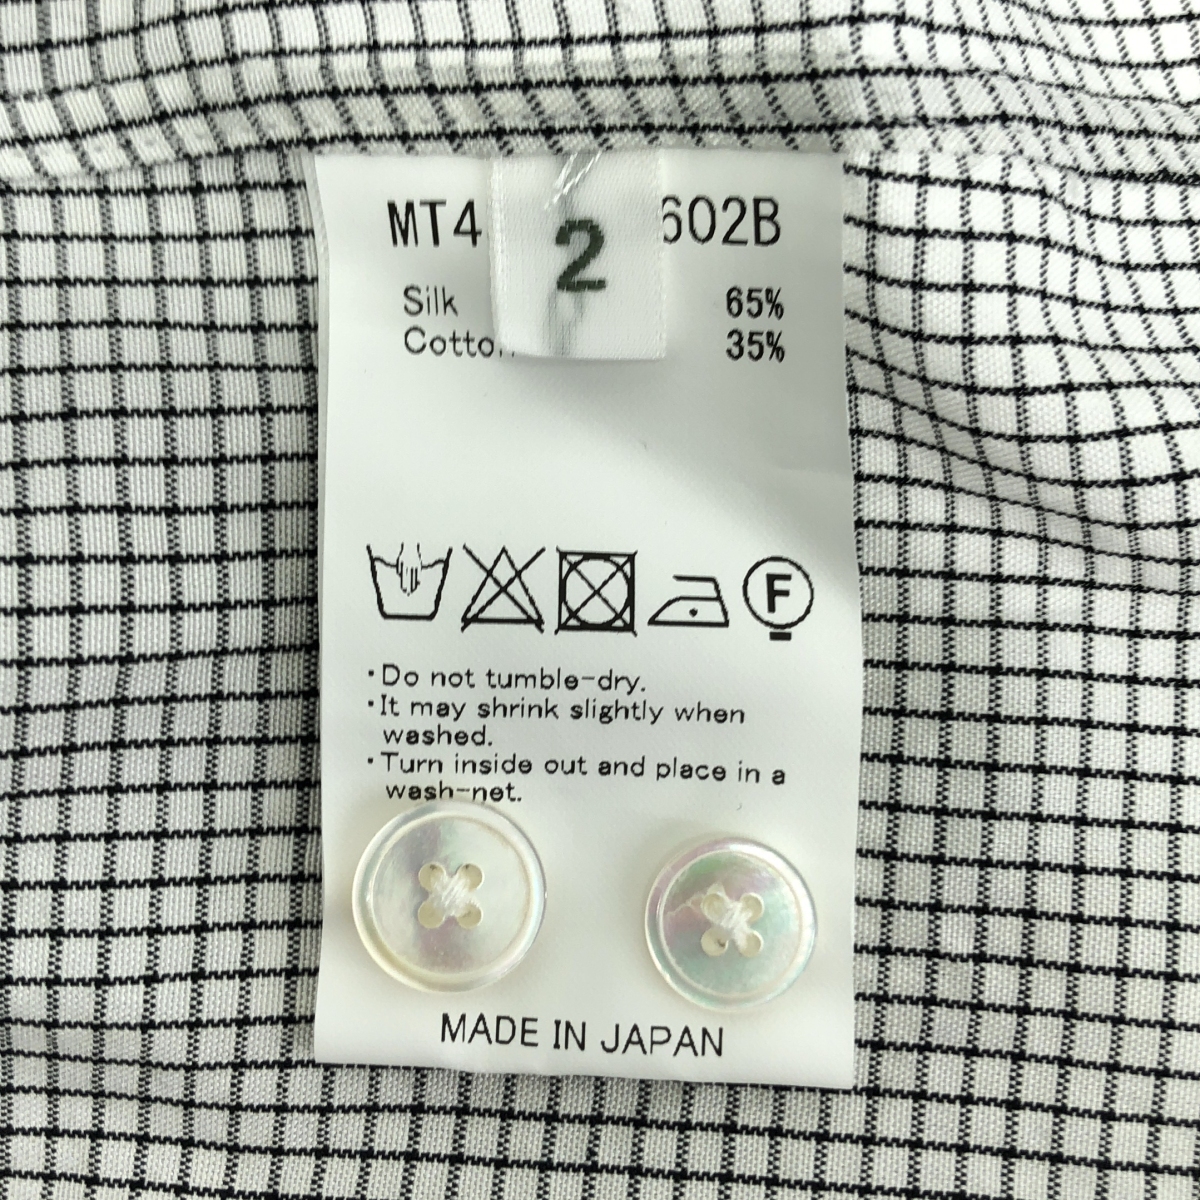 MT4 602B
2
Silk 65%
35%
F
・Do not tumble-dry.
・It may shrink slightly when
washed.
・Turn inside out and place in a
wash-net.
MADE IN JAPAN